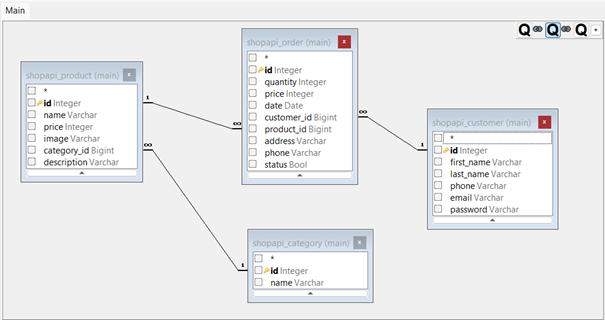 Main
Q Q Q
shopapi_product (main) x
*
id Integer
name Varchar
price Integer
image Varchar
category_id Bigint
description Varchar
shopapi_order (main) x
*
id Integer
quantity Integer
price Integer
date Date
customer_id Bigint
product_id Bigint
address Varchar
phone Varchar
status Bool
shopapi_customer (main) x
*
id Integer
first_name Varchar
last_name Varchar
phone Varchar
email Varchar
password Varchar
shopapi_category (main) x
*
id Integer
name Varchar
1
∞
∞
1
∞
1